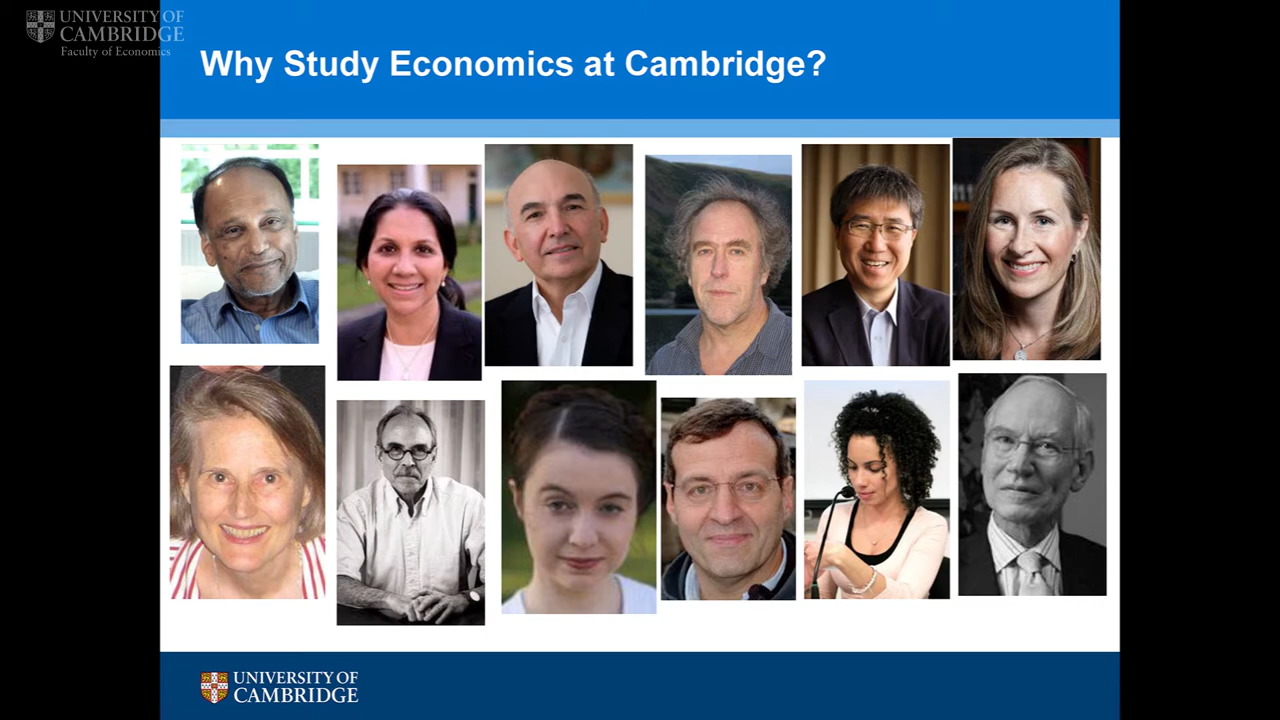 UNIVERSITY OF
CAMBRIDGE
Faculty of Economics
Why Study Economics at Cambridge?
UNIVERSITY OF
CAMBRIDGE